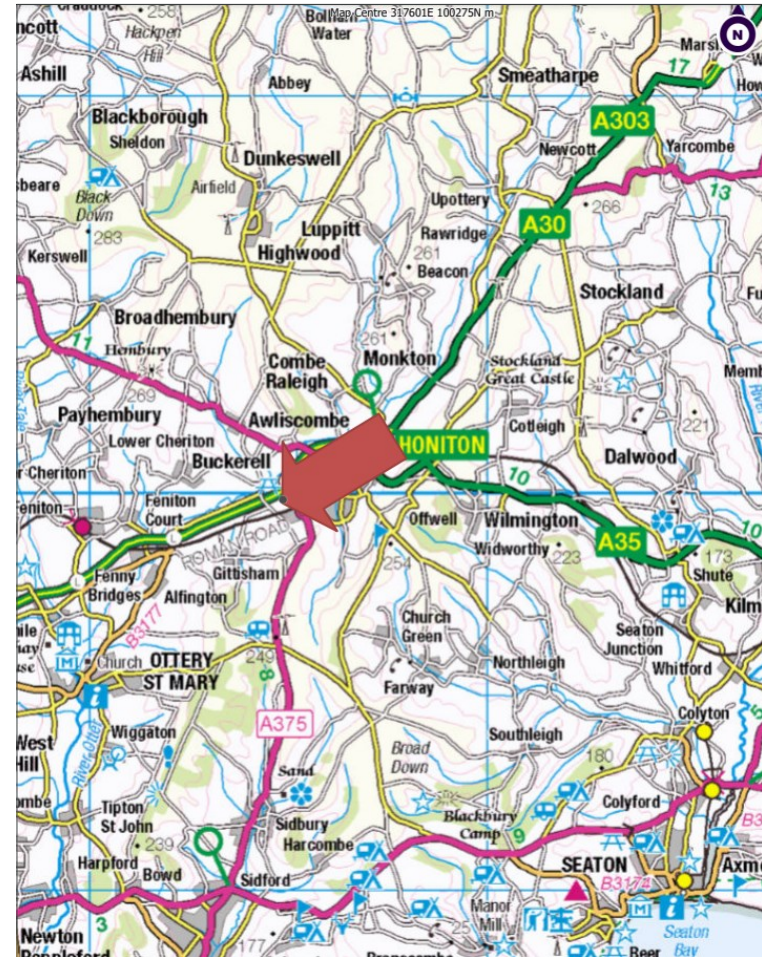 Map Centre 317601E 100275N m
N
258
Hackpen
Hill
Water
Ashill
Abbey
Smeatharpe
17
A303
Blackborough
Sheldon
Dunkeswell
Newcott
Yarcombe
13
Airfield
Black
Down
283
Upottery
266
Luppitt
Rawridge
A30
Kerswell
Highwood
261
Beacon
Stockland
Broadhembury
11
Hembury
269
261
Monkton
Combe
Raleigh
Stockland
Great Castle
Payhembury
Awliscombe
Cotleigh
221
Lower Cheriton
Buckerell
HONITON
Dalwood
10
Feniton
Court
Offwell
Wilmington
A35
10
ROMAN ROAD
Widworthy
223
173
254
Gittisham
Shute
Fenny
Bridges
Alfington
B3177
Church
Green
Seaton
Junction
Church
OTTERY
ST MARY
249
8
Northleigh
Whitford
Farway
A375
Colyton
Wiggaton
River Otter
Broad
Down
Southleigh
180
Sand
Tipton
St John
Sidbury
Blackbury
Camp
9
Colyford
239
Harcombe
Harpford
Bowd
Sidford
SEATON
B3174
3
Manor
Mill
25
Newton
177
Seaton
Bay
Beer